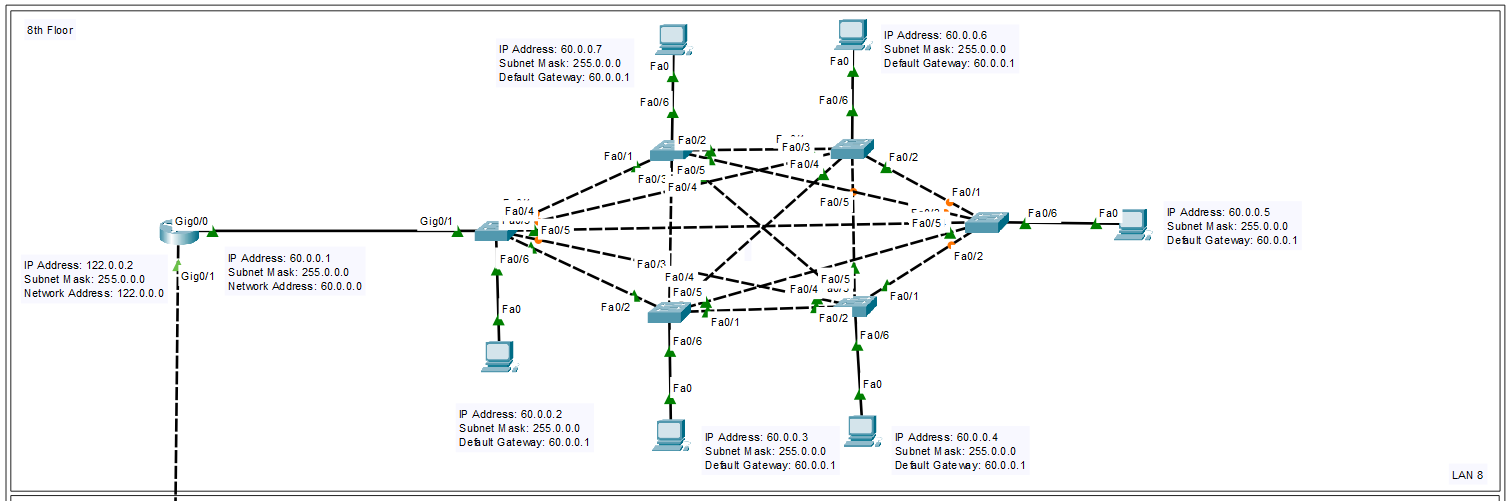 8th Floor
IP Address: 60.0.0.7
Subnet Mask: 255.0.0.0
Default Gateway: 60.0.0.1
Fa0
Fa0/6
IP Address: 60.0.0.6
Subnet Mask: 255.0.0.0
Default Gateway: 60.0.0.1
Fa0
Fa0/6
Fa0/2
Fa0/1
Fa0/5
Fa0/4
Fa0/3
Fa0/4
Fa0/2
Fa0/5
Fa0/1
Fa0/5
Fa0/2
Fa0/6
Fa0
IP Address: 60.0.0.5
Subnet Mask: 255.0.0.0
Default Gateway: 60.0.0.1
Gig0/0
Gig0/1
Gig0/1
Fa0/4
Fa0/5
Fa0/6
Fa0/3
Fa0/2
IP Address: 122.0.0.2
Subnet Mask: 255.0.0.0
Network Address: 122.0.0.0
IP Address: 60.0.0.1
Subnet Mask: 255.0.0.0
Network Address: 60.0.0.0
Fa0/4
Fa0/5
Fa0/1
Fa0/6
Fa0
Fa0/5
Fa0/4
Fa0/2
Fa0/1
Fa0/6
Fa0
Fa0
IP Address: 60.0.0.2
Subnet Mask: 255.0.0.0
Default Gateway: 60.0.0.1
IP Address: 60.0.0.3
Subnet Mask: 255.0.0.0
Default Gateway: 60.0.0.1
IP Address: 60.0.0.4
Subnet Mask: 255.0.0.0
Default Gateway: 60.0.0.1
LAN 8